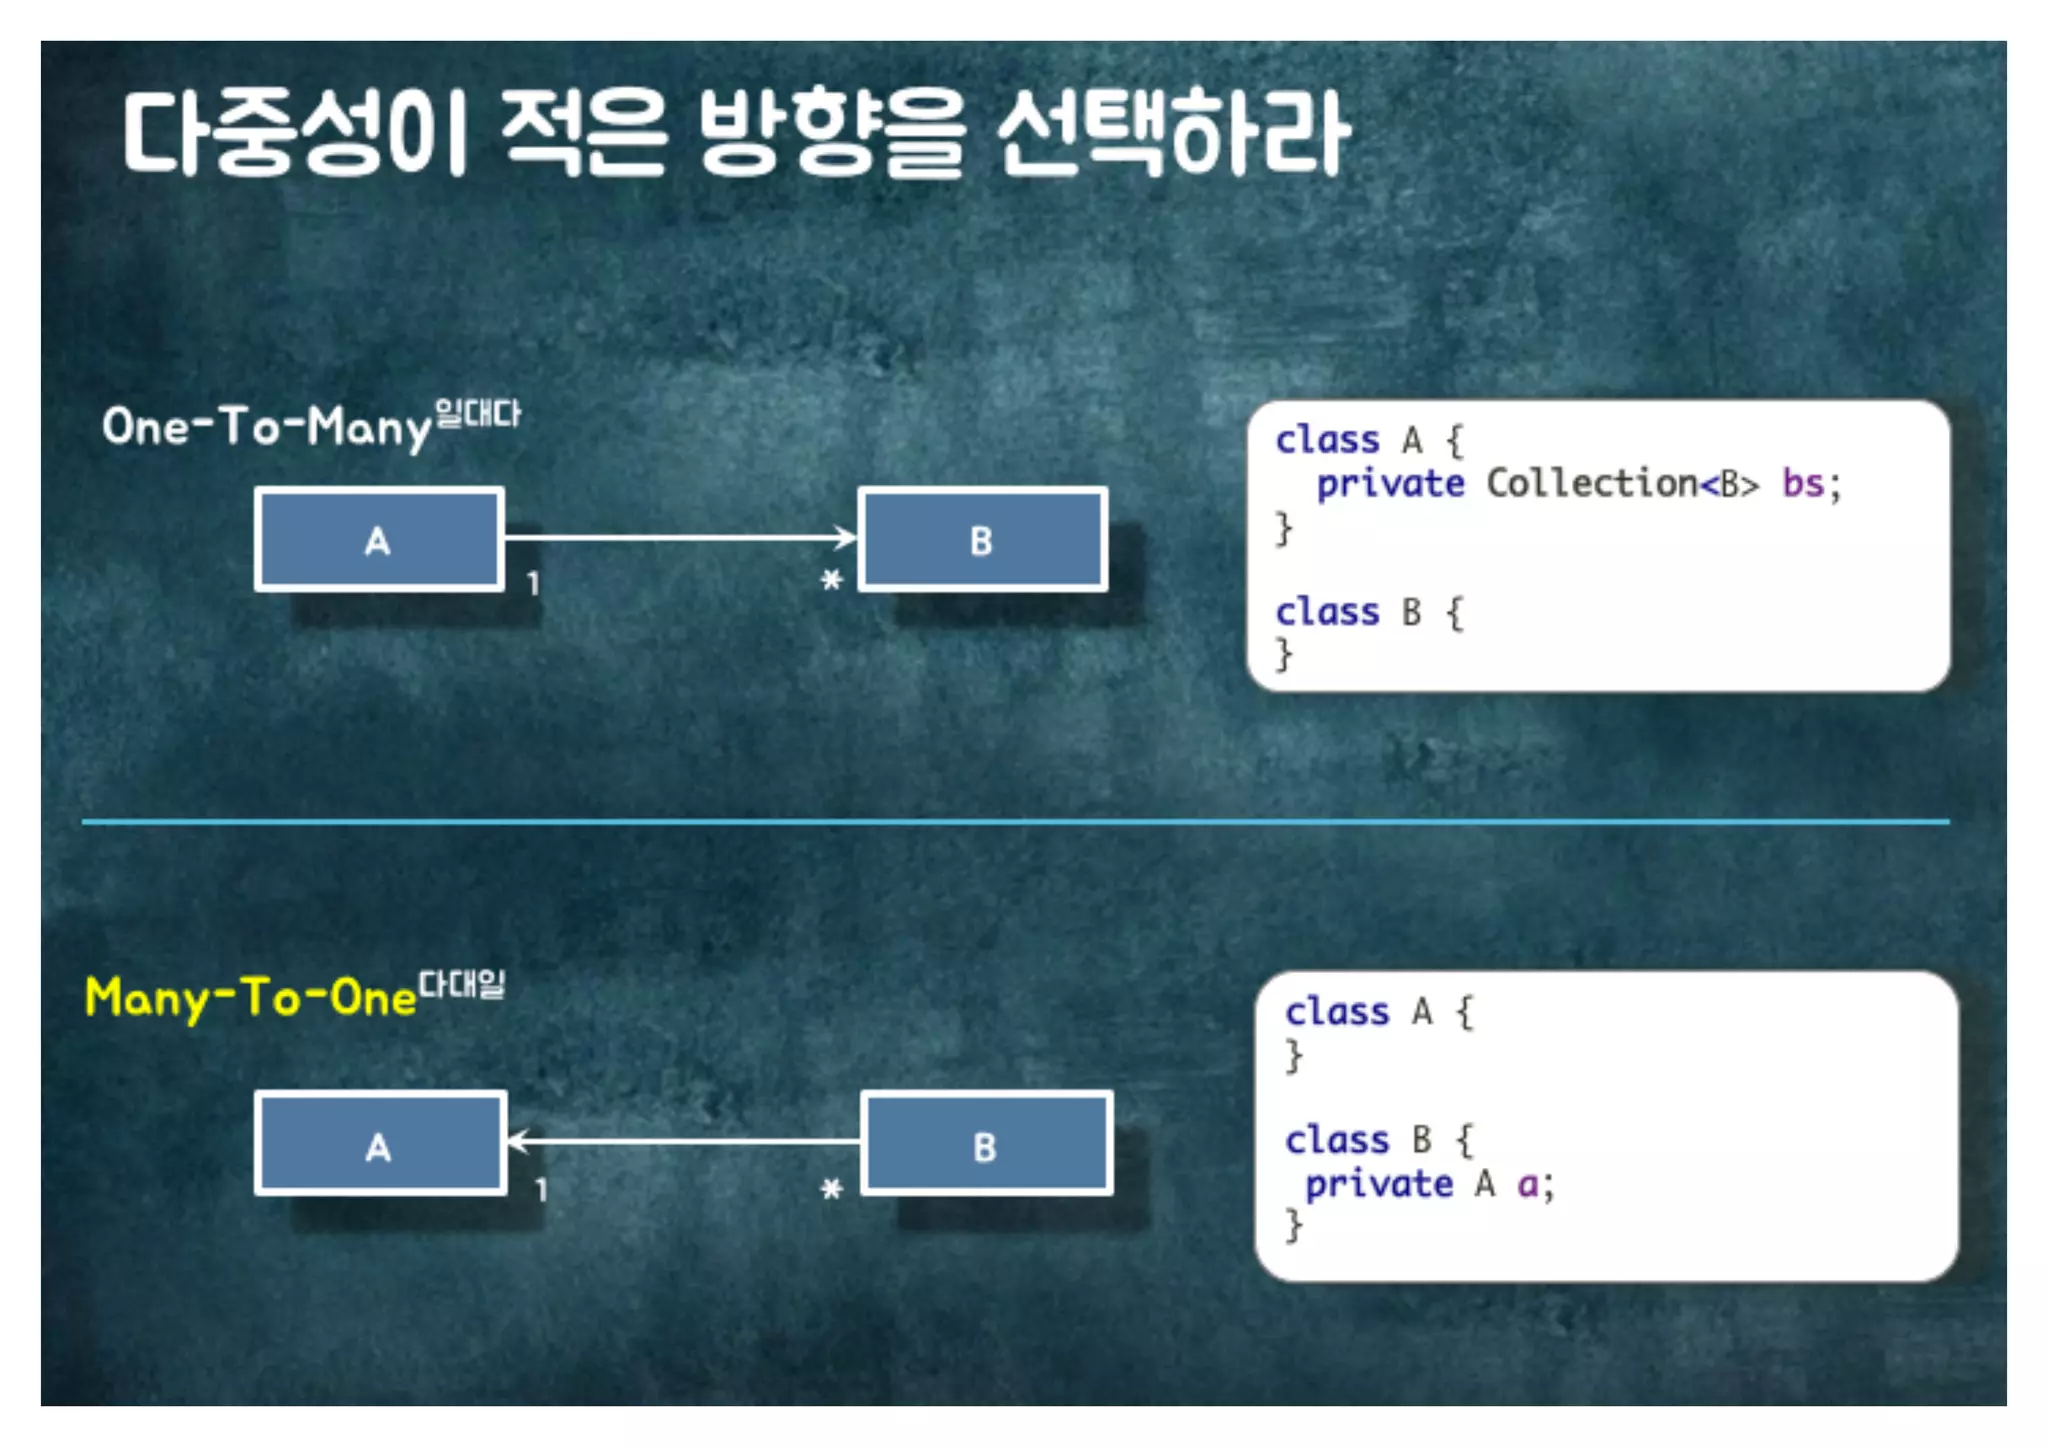 다중성이 적은 방향을 선택하라
One-To-Many일대다
A
B
1
*
class A {
  private Collection<B> bs;
}
class B {
}
Many-To-One다대일
A
B
1
*
class A {
}
class B {
 private A a;
}